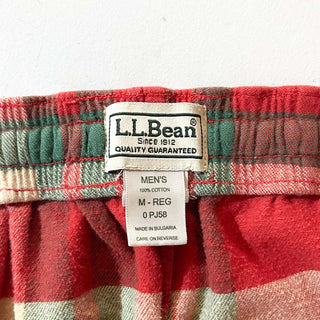 L.L.Bean®
SINCE 1912
QUALITY GUARANTEED
MEN'S
100% COTTON
M - REG
0 PJ58
MADE IN BULGARIA
CARE ON REVERSE